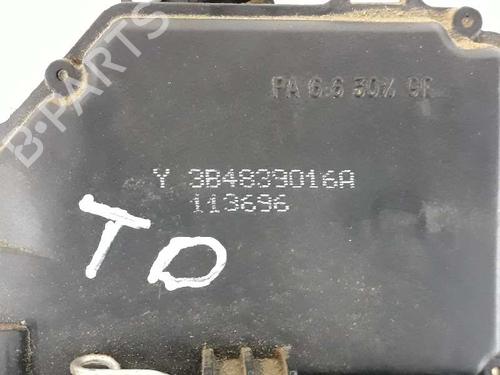 PA 6.6 30% GF
Y 3B4839016A
113696
TD
B-PARTS